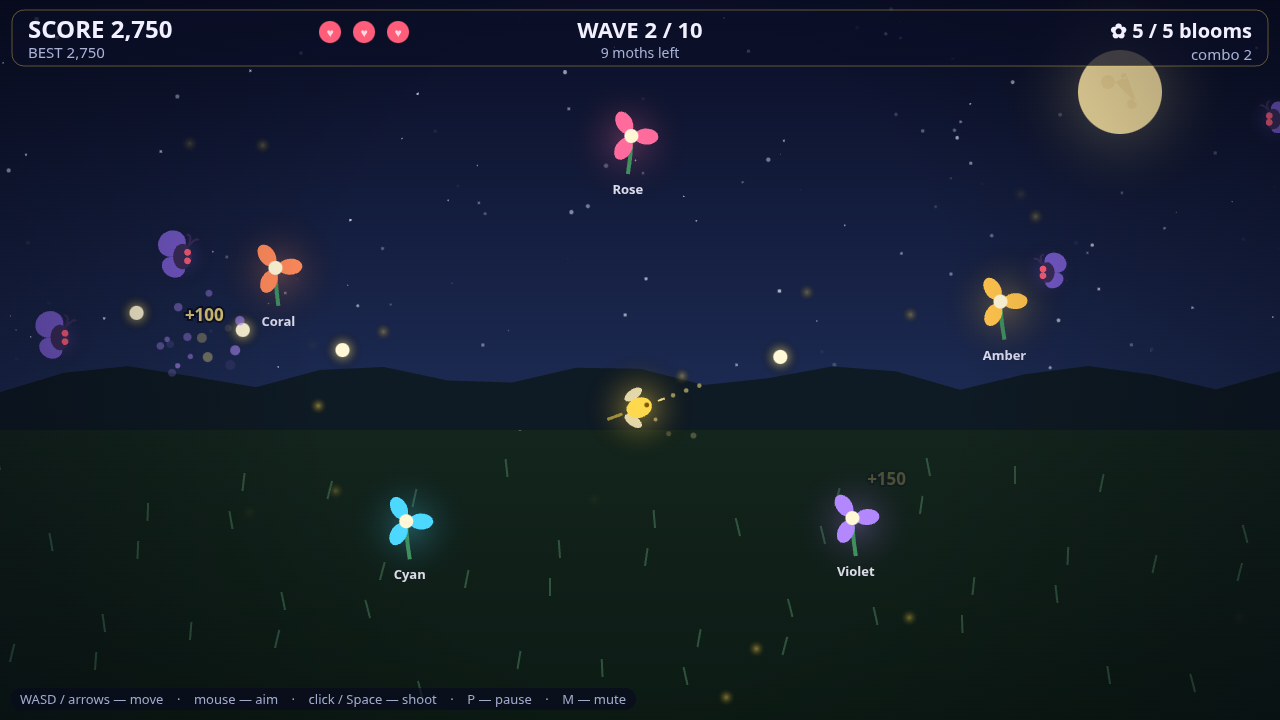 SCORE 2,750
BEST 2,750
WAVE 2 / 10
9 moths left
✿ 5 / 5 blooms
combo 2
Rose
+100
Coral
Amber
+150
Cyan
Violet
WASD / arrows — move · mouse — aim · click / Space — shoot · P — pause · M — mute